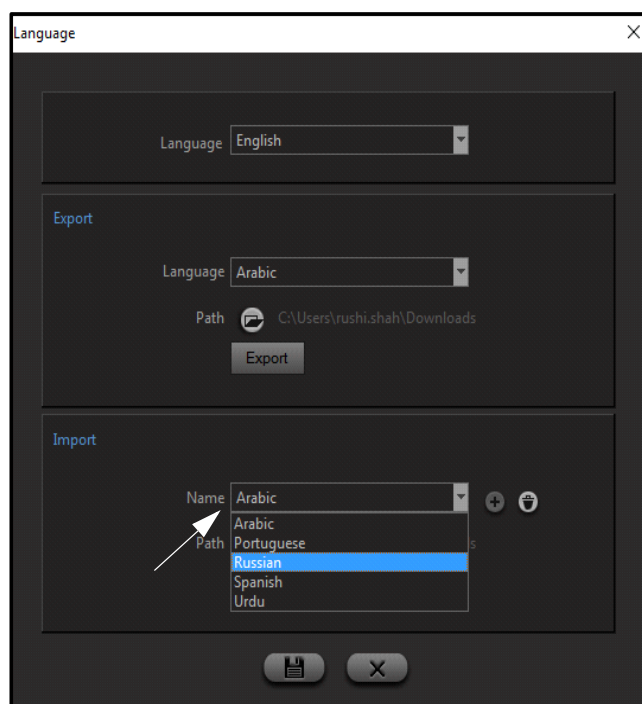 Language
Language English
Export
Language Arabic
Path C:\Users\rushi.shah\Downloads
Export
Import
Name Arabic
Arabic
Path Portuguese s
Russian
Spanish
Urdu